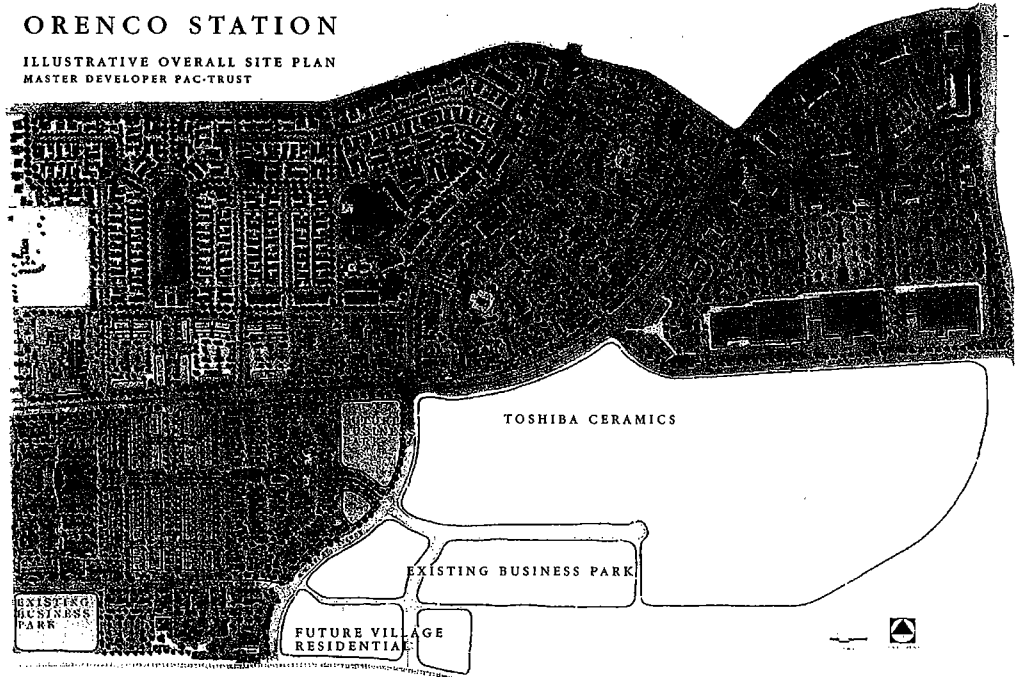 ORENCO STATION
ILLUSTRATIVE OVERALL SITE PLAN
MASTER DEVELOPER PAC-TRUST
TOSHIBA CERAMICS
EXISTING BUSINESS PARK
EXISTING
BUSINESS
PARK
FUTURE VILLAGE
RESIDENTIAL